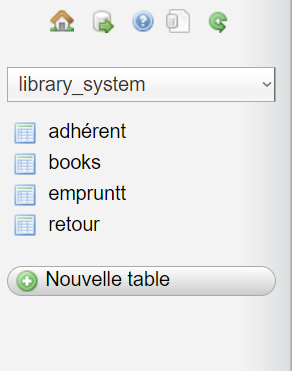 library_system
adhérent
books
empruntt
retour
Nouvelle table